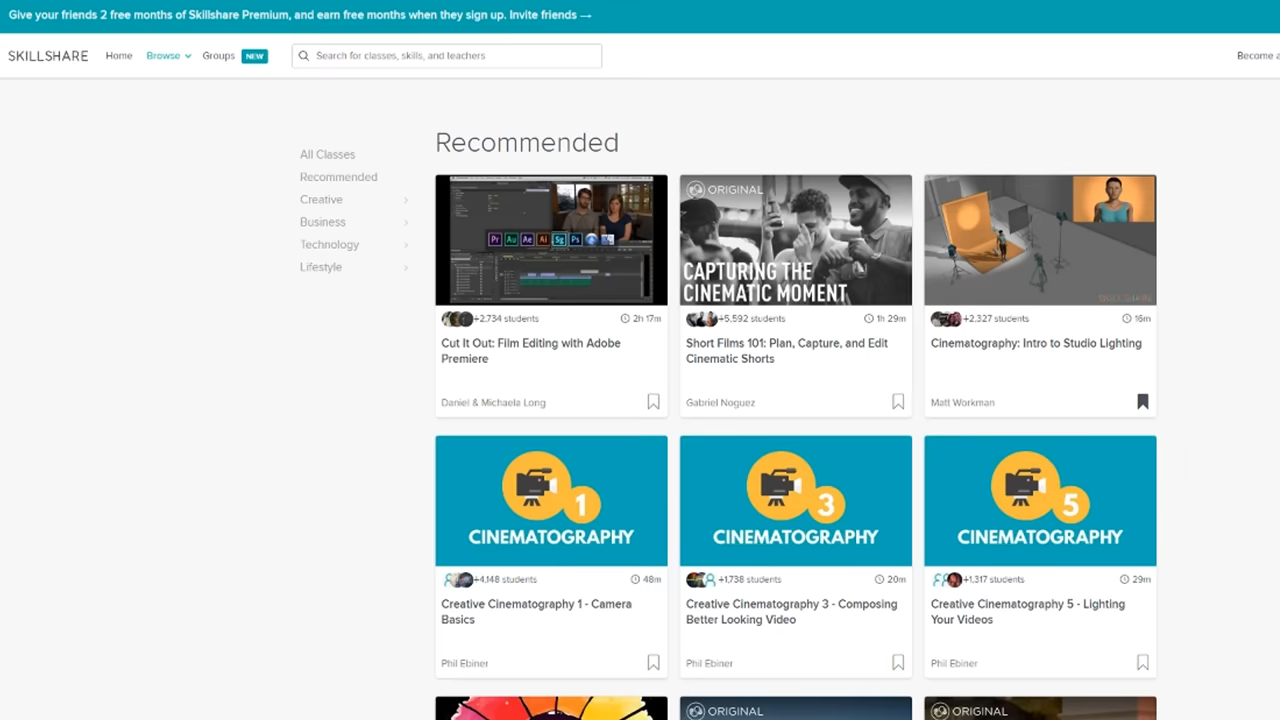 Give your friends 2 free months of Skillshare Premium, and earn free months when they sign up. Invite friends →
SKILLSHARE Home Browse Groups NEW Search for classes, skills, and teachers Become a
Recommended
All Classes
Recommended
Creative
Business
Technology
Lifestyle
Pr Au Ae Ai Sg Ps
+2,734 students 2h 17m
Cut It Out: Film Editing with Adobe
Premiere
Daniel & Michaela Long
ORIGINAL
CAPTURING THE
CINEMATIC MOMENT
+5,592 students 1h 29m
Short Films 101: Plan, Capture, and Edit
Cinematic Shorts
Gabriel Noguez
+2,327 students 16m
Cinematography: Intro to Studio Lighting
Matt Workman
1
CINEMATOGRAPHY
+4,148 students 48m
Creative Cinematography 1 - Camera
Basics
Phil Ebiner
3
CINEMATOGRAPHY
+1,738 students 20m
Creative Cinematography 3 - Composing
Better Looking Video
Phil Ebiner
5
CINEMATOGRAPHY
+1,317 students 29m
Creative Cinematography 5 - Lighting
Your Videos
Phil Ebiner
ORIGINAL
ORIGINAL